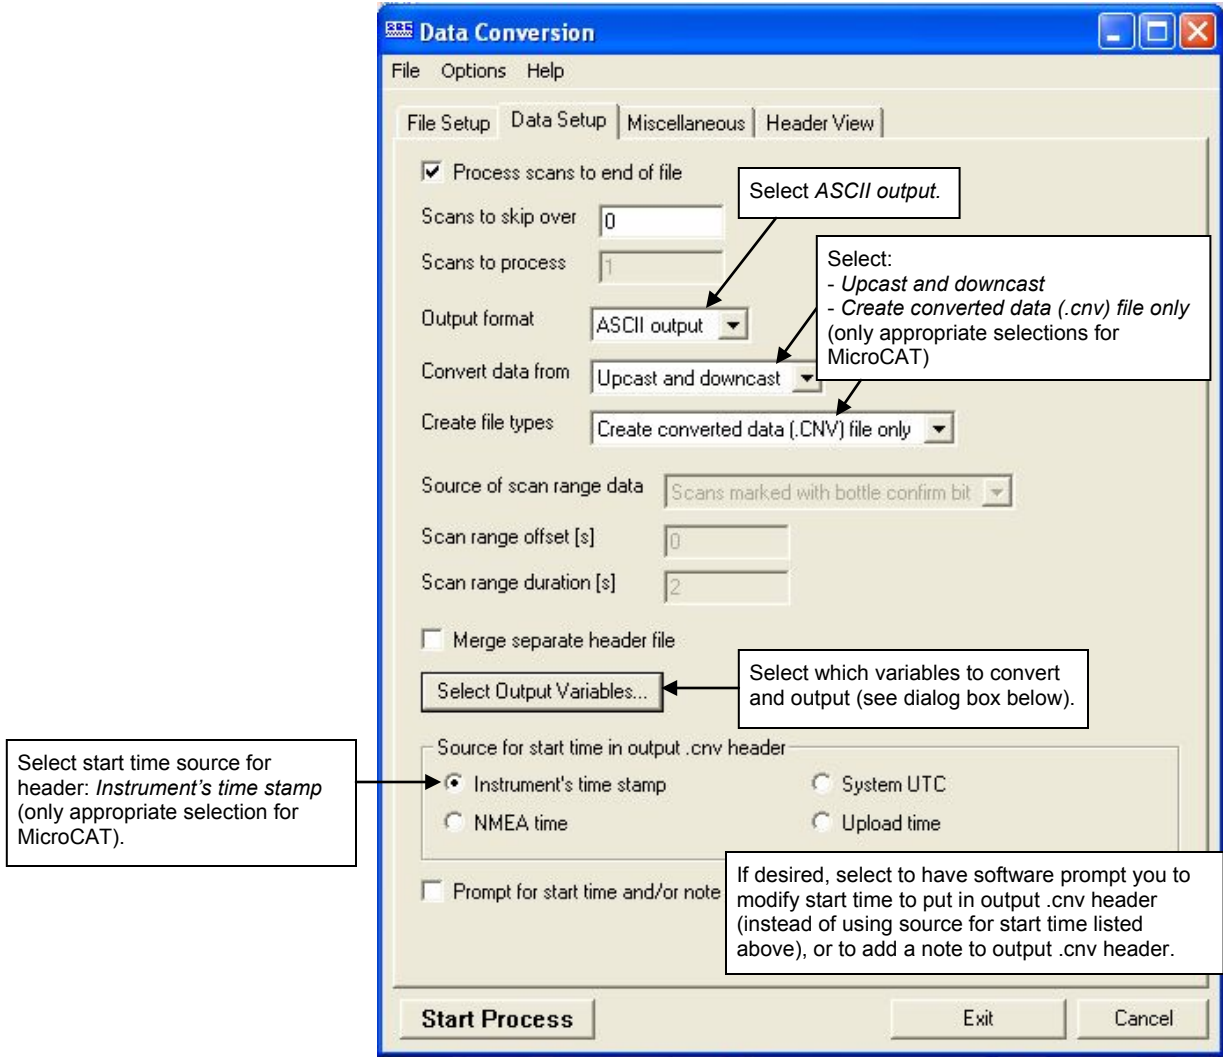 Data Conversion
File Options Help
File Setup Data Setup Miscellaneous Header View
Process scans to end of file
Select ASCII output.
Scans to skip over 0
Scans to process 1
Select:
- Upcast and downcast
- Create converted data (.cnv) file only
(only appropriate selections for
MicroCAT)
Output format ASCII output
Convert data from Upcast and downcast
Create file types Create converted data (.CNV) file only
Source of scan range data Scans marked with bottle confirm bit
Scan range offset [s] 0
Scan range duration [s] 2
Merge separate header file
Select Output Variables...
Select which variables to convert
and output (see dialog box below).
Source for start time in output .cnv header
Select start time source for
header: Instrument's time stamp
(only appropriate selection for
MicroCAT).
Instrument's time stamp System UTC
NMEA time Upload time
Prompt for start time and/or note
If desired, select to have software prompt you to
modify start time to put in output .cnv header
(instead of using source for start time listed
above), or to add a note to output .cnv header.
Start Process Exit Cancel